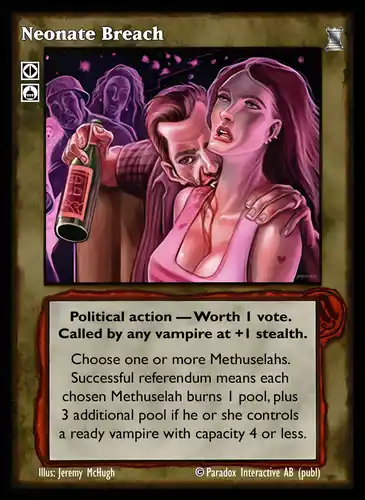 Neonate Breach
Political action — Worth 1 vote.
Called by any vampire at +1 stealth.
Choose one or more Methuselahs.
Successful referendum means each
chosen Methuselah burns 1 pool, plus
3 additional pool if he or she controls
a ready vampire with capacity 4 or less.
Illus: Jeremy McHugh © Paradox Interactive AB (publ)